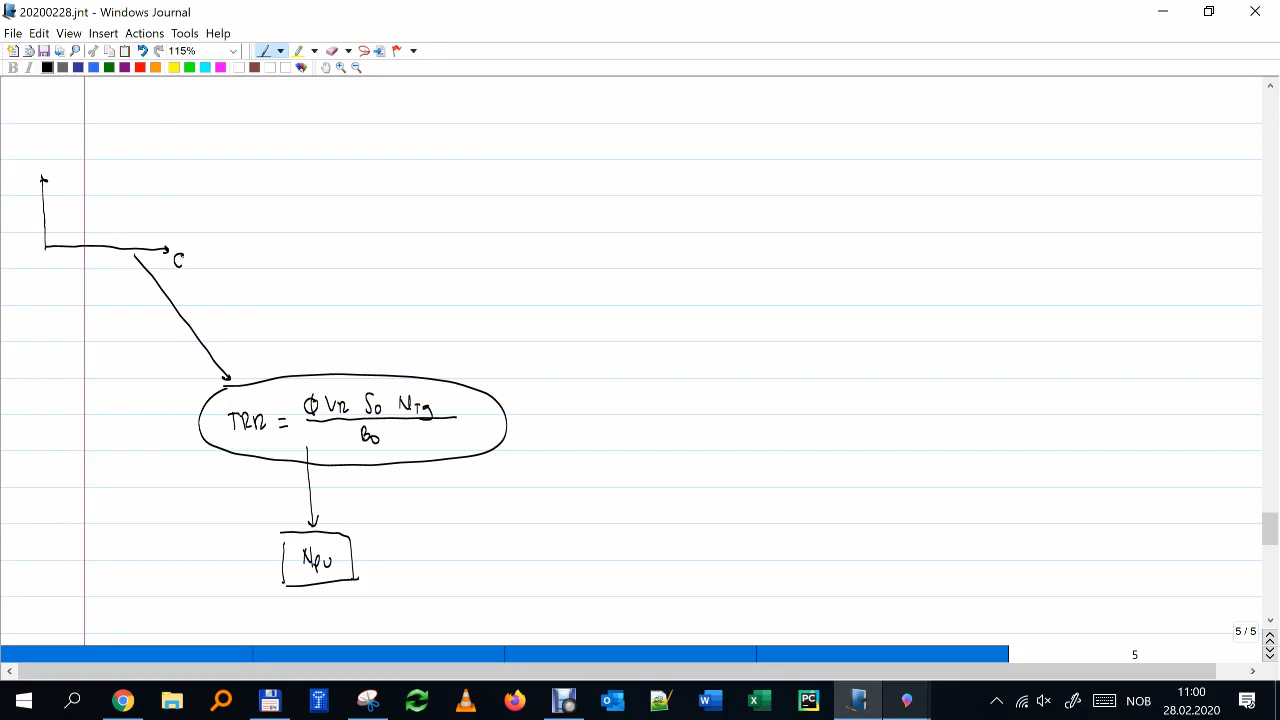 20200228.jnt - Windows Journal
File Edit View Insert Actions Tools Help
115%
B I
C
TRR = φ VR So NTg
Bo
NPV
5 / 5
5
NOB
11:00
28.02.2020